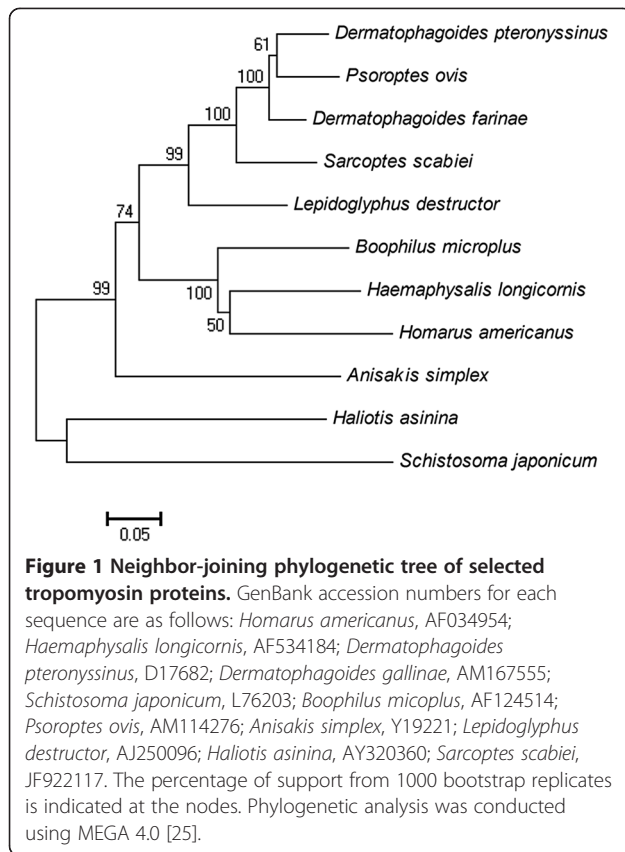 Dermatophagoides pteronyssinus
61
Psoroptes ovis
100
Dermatophagoides farinae
100
Sarcoptes scabiei
99
Lepidoglyphus destructor
74
Boophilus microplus
100
Haemaphysalis longicornis
50
Homarus americanus
99
Anisakis simplex
Haliotis asinina
Schistosoma japonicum
0.05
Figure 1 Neighbor-joining phylogenetic tree of selected
tropomyosin proteins. GenBank accession numbers for each
sequence are as follows: Homarus americanus, AF034954;
Haemaphysalis longicornis, AF534184; Dermatophagoides
pteronyssinus, D17682; Dermatophagoides gallinae, AM167555;
Schistosoma japonicum, L76203; Boophilus micoplus, AF124514;
Psoroptes ovis, AM114276; Anisakis simplex, Y19221; Lepidoglyphus
destructor, AJ250096; Haliotis asinina, AY320360; Sarcoptes scabiei,
JF922117. The percentage of support from 1000 bootstrap replicates
is indicated at the nodes. Phylogenetic analysis was conducted
using MEGA 4.0 [25].